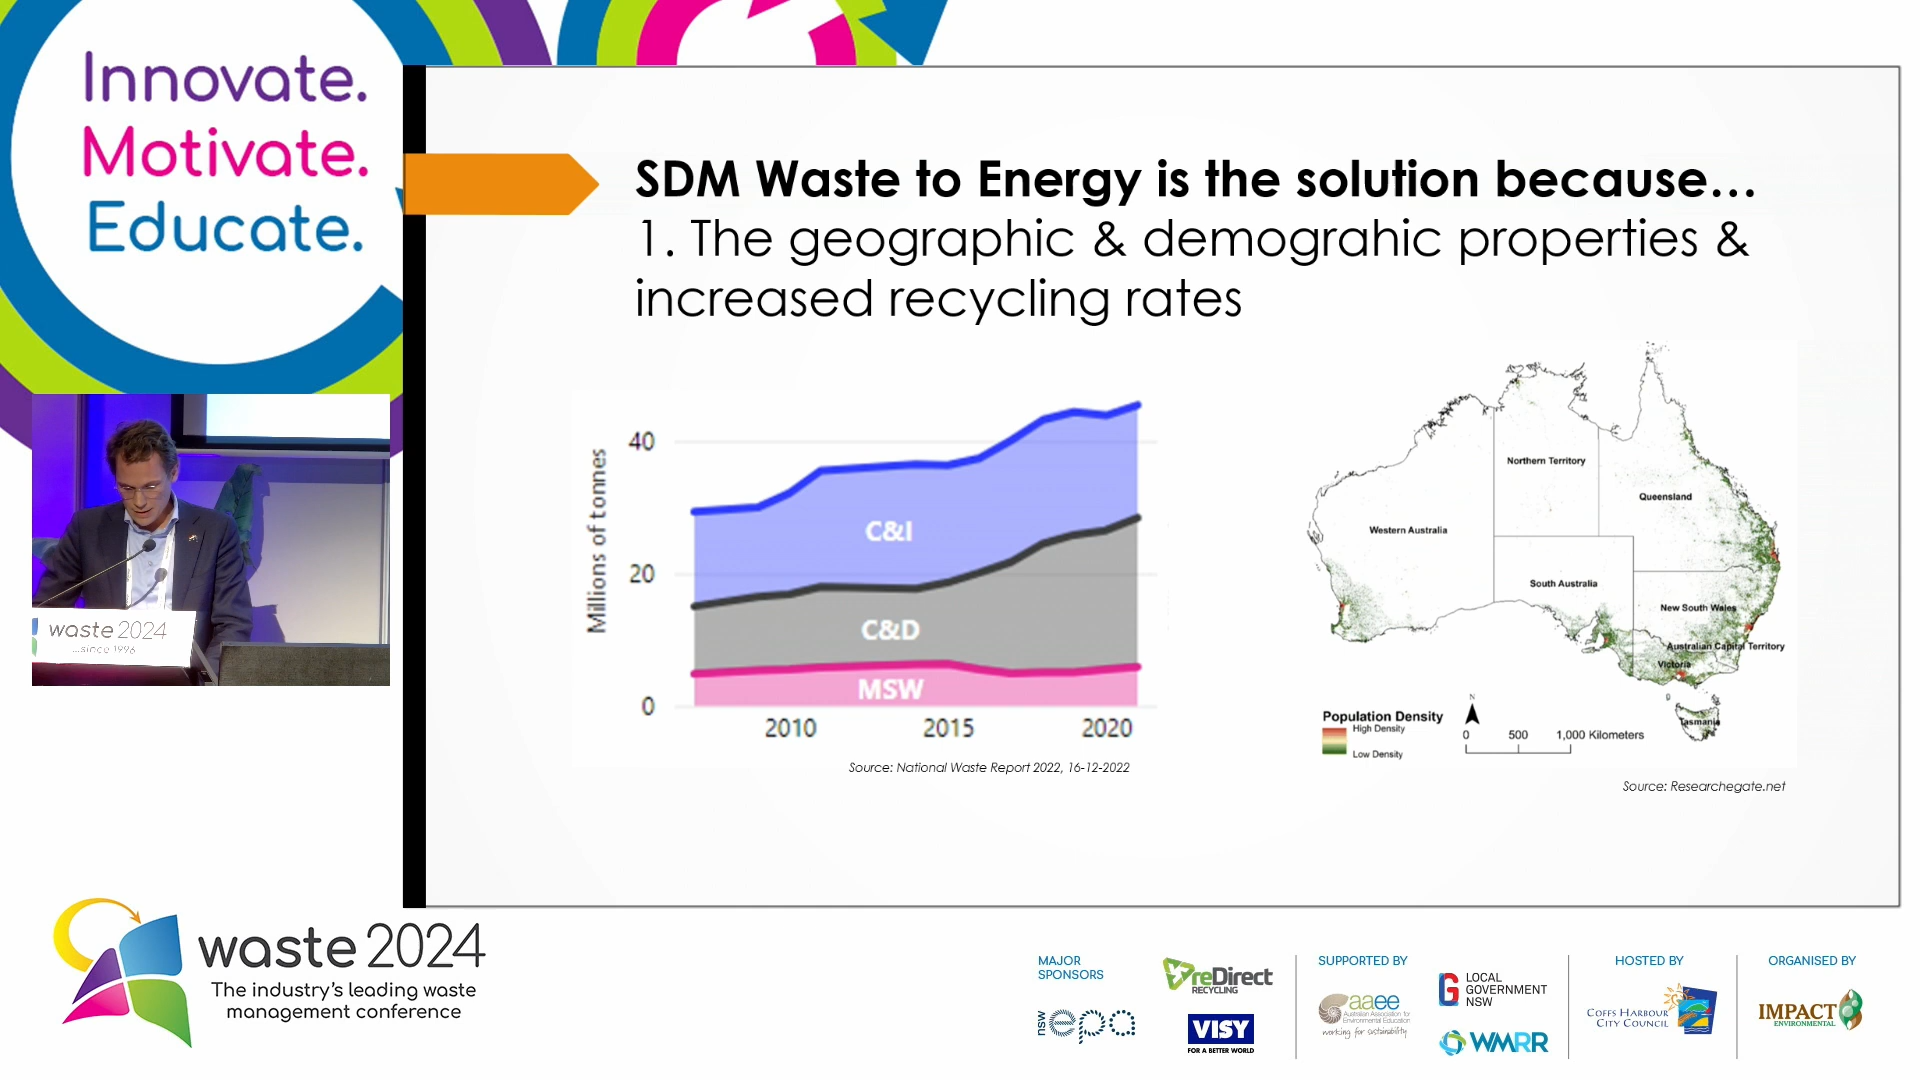 Innovate.
Motivate.
Educate.
SDM Waste to Energy is the solution because…
1. The geographic & demograhic properties &
increased recycling rates
Millions of tonnes
40
20
0
C&I
C&D
MSW
2010
2015
2020
Source: National Waste Report 2022, 16-12-2022
Northern Territory
Queensland
Western Australia
South Australia
New South Wales
Australian Capital Territory
Victoria
Tasmania
Population Density
High Density
Low Density
N
0 500 1,000 Kilometers
Source: Researchegate.net
waste 2024
...since 1996
waste 2024
The industry's leading waste
management conference
MAJOR
SPONSORS
reDirect
RECYCLING
nsw epa
VISY
FOR A BETTER WORLD
SUPPORTED BY
aaee
Australian Association for
Environmental Education
working for sustainability
LG
LOCAL
GOVERNMENT
NSW
WMRR
HOSTED BY
COFFS HARBOUR
CITY COUNCIL
ORGANISED BY
IMPACT
ENVIRONMENTAL